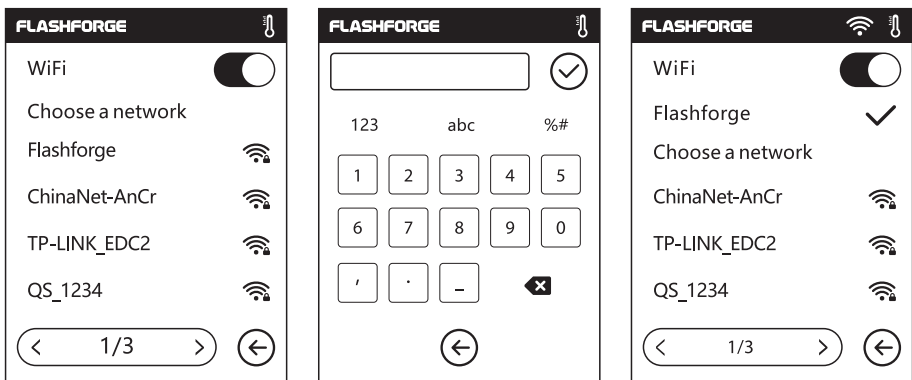 FLASHFORGE
WiFi
Choose a network
Flashforge
ChinaNet-AnCr
TP-LINK_EDC2
QS_1234
< 1/3 >
FLASHFORGE
123 abc %#
1 2 3 4 5
6 7 8 9 0
, . _
FLASHFORGE
WiFi
Flashforge
Choose a network
ChinaNet-AnCr
TP-LINK_EDC2
QS_1234
< 1/3 >